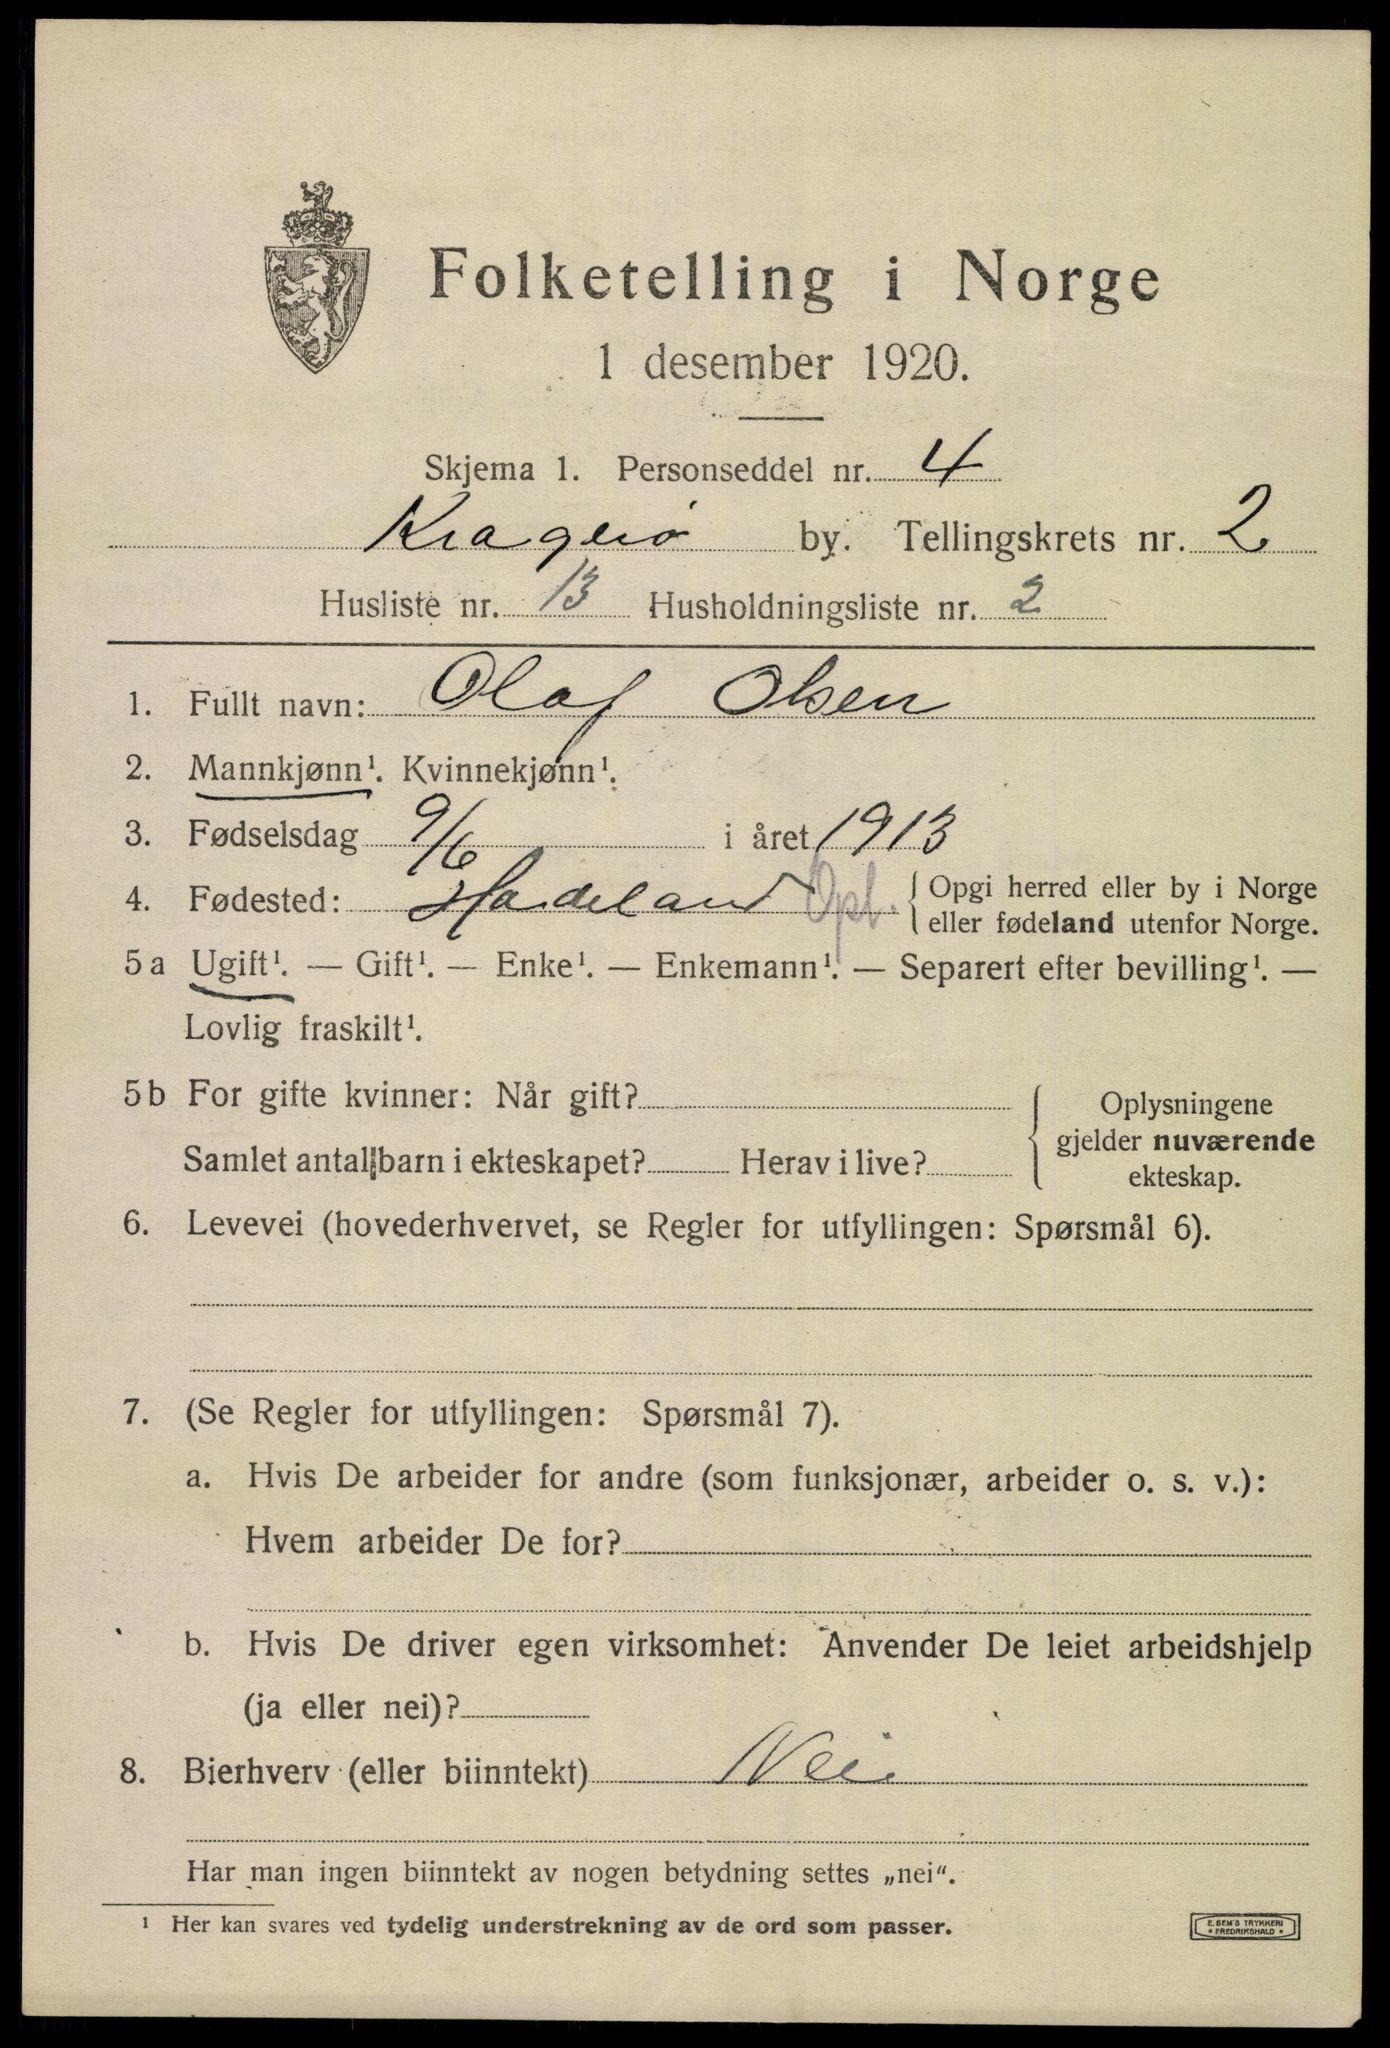 Folketelling i Norge
1 desember 1920.
Skjema 1. Personseddel nr. 4
Kragerø by. Tellingskrets nr. 2
Husliste nr. 13 Husholdningsliste nr. 2
1. Fullt navn: Olaf Olsen
2. Mannkjønn¹. Kvinnekjønn¹.
3. Fødselsdag 9/6 i året 1913
4. Fødested: Hadeland Opl. { Opgi herred eller by i Norge
eller fødeland utenfor Norge.
5a Ugift¹. — Gift¹. — Enke¹. — Enkemann¹. — Separert efter bevilling¹. —
Lovlig fraskilt¹.
5b For gifte kvinner: Når gift?
Samlet antal barn i ekteskapet? Herav i live?
Oplysningene
gjelder nuværende
ekteskap.
6. Levevei (hovederhvervet, se Regler for utfyllingen: Spørsmål 6).
7. (Se Regler for utfyllingen: Spørsmål 7).
a. Hvis De arbeider for andre (som funksjonær, arbeider o. s. v.):
Hvem arbeider De for?
b. Hvis De driver egen virksomhet: Anvender De leiet arbeidshjelp
(ja eller nei)?
8. Bierhverv (eller biinntekt) Nei
Har man ingen biinntekt av nogen betydning settes „nei“.
¹ Her kan svares ved tydelig understrekning av de ord som passer.
E. SEM'S TRYKKERI
* FREDRIKSHALD *